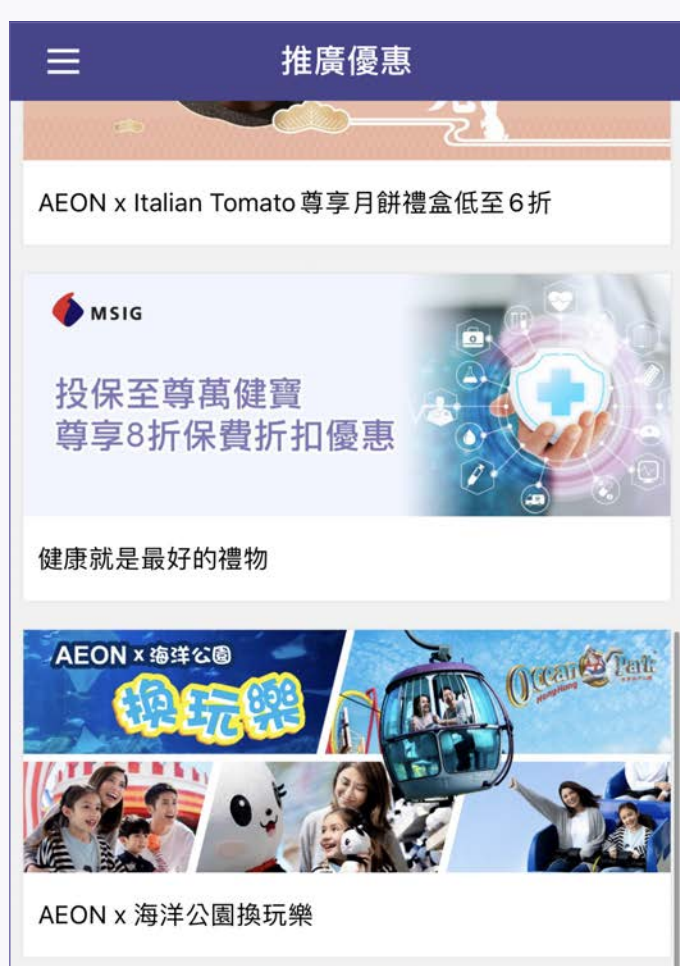 推廣優惠
AEON x Italian Tomato 尊享月餅禮盒低至6折
MSIG
投保至尊萬健寶
尊享8折保費折扣優惠
健康就是最好的禮物
AEON x 海洋公園
換玩樂
Ocean Park
Hong Kong
AEON x 海洋公園換玩樂